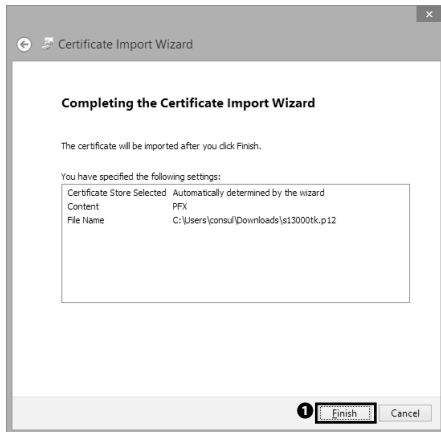 Certificate Import Wizard
Completing the Certificate Import Wizard
The certificate will be imported after you click Finish.
You have specified the following settings:
Certificate Store Selected Automatically determined by the wizard
Content PFX
File Name C:\Users\consul\Downloads\s13000tk.p12
1 Finish Cancel